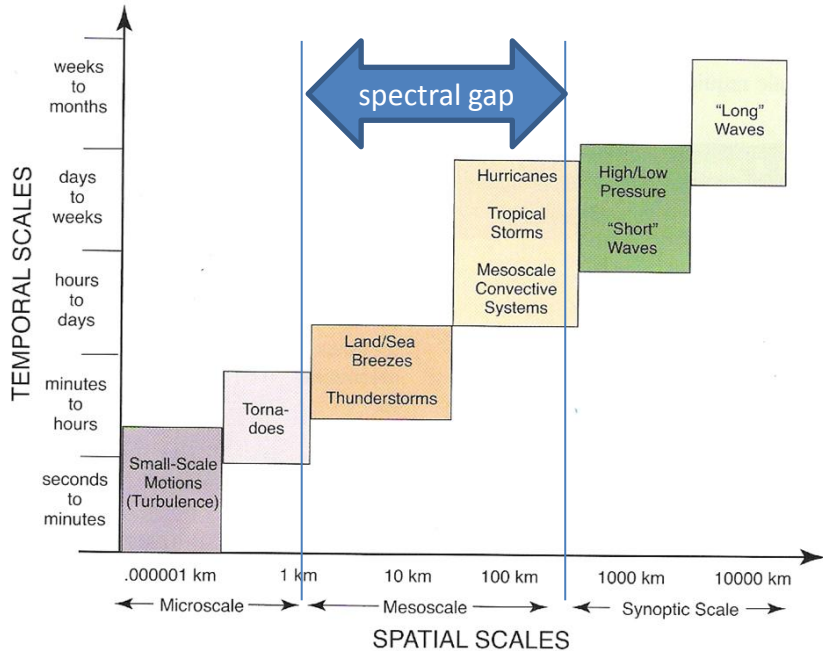 TEMPORAL SCALES
weeks
to
months
days
to
weeks
hours
to
days
minutes
to
hours
seconds
to
minutes
spectral gap
"Long"
Waves
Hurricanes
Tropical
Storms
Mesoscale
Convective
Systems
High/Low
Pressure
"Short"
Waves
Land/Sea
Breezes
Thunderstorms
Torna-
does
Small-Scale
Motions
(Turbulence)
.000001 km 1 km 10 km 100 km 1000 km 10000 km
Microscale Mesoscale Synoptic Scale
SPATIAL SCALES